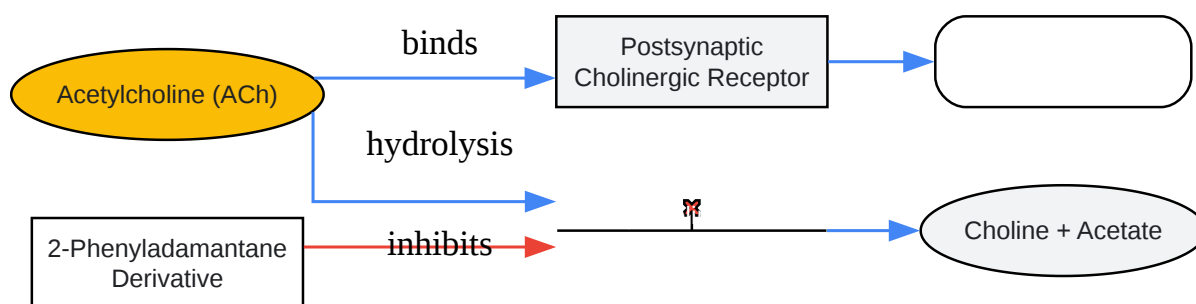 binds
Postsynaptic
Cholinergic Receptor
Acetylcholine (ACh)
hydrolysis
2-Phenyladamantane
Derivative
inhibits
Choline + Acetate